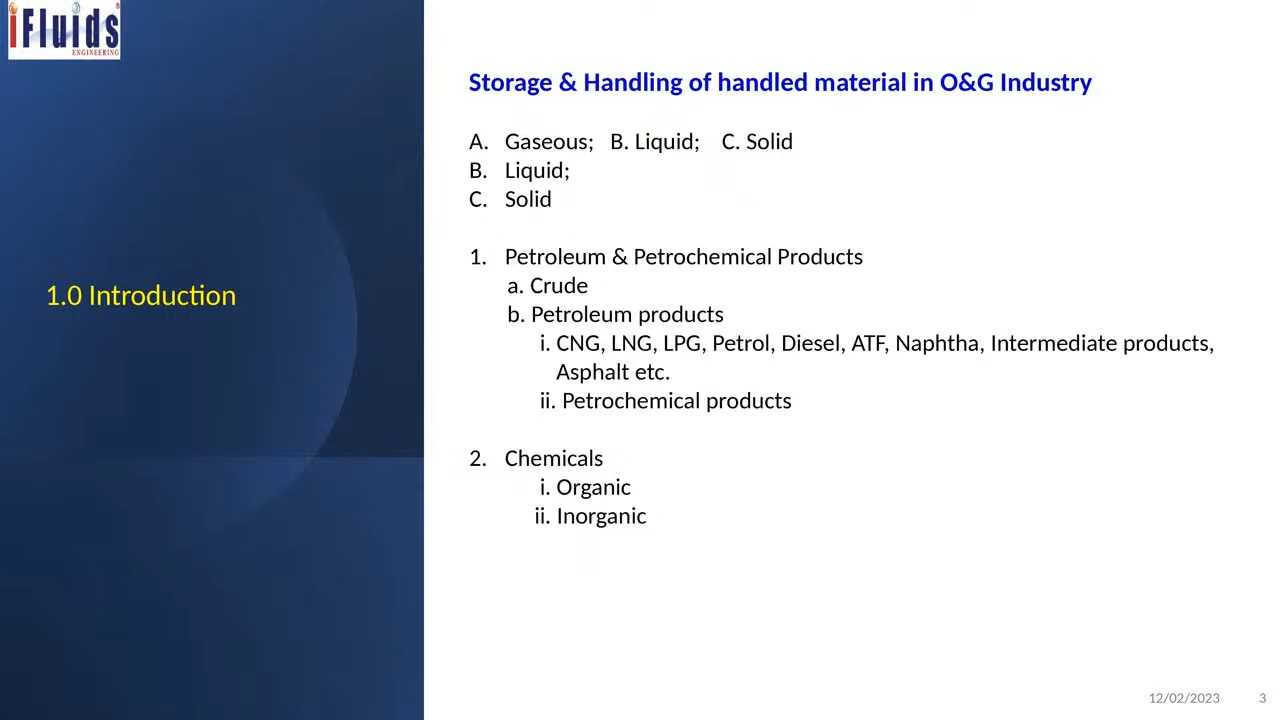 iFluids
ENGINEERING
Storage & Handling of handled material in O&G Industry
A. Gaseous; B. Liquid; C. Solid
B. Liquid;
C. Solid
1. Petroleum & Petrochemical Products
a. Crude
1.0 Introduction
b. Petroleum products
i. CNG, LNG, LPG, Petrol, Diesel, ATF, Naphtha, Intermediate products,
Asphalt etc.
ii. Petrochemical products
2. Chemicals
i. Organic
ii. Inorganic
12/02/2023 3